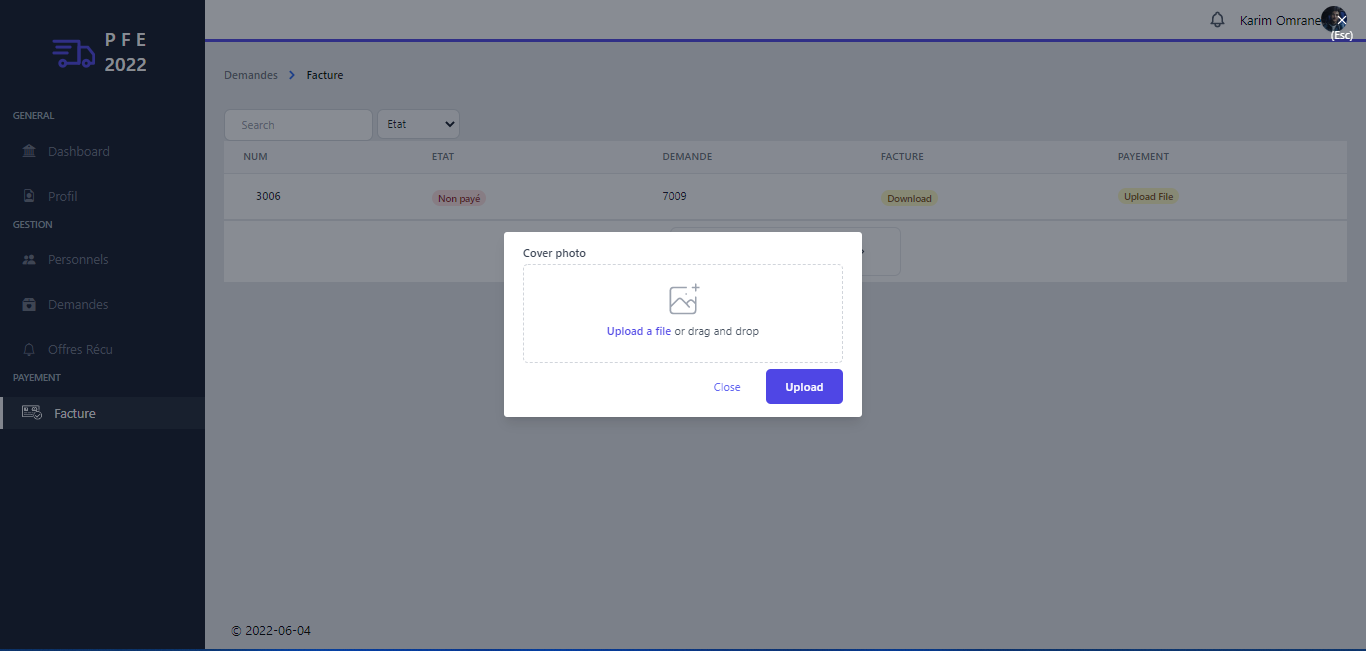 P F E
2022
GENERAL
Dashboard
Profil
GESTION
Personnels
Demandes
Offres Récu
PAYEMENT
Facture
Karim Omrane
(Esc)
Demandes Facture
Search Etat
NUM ETAT DEMANDE FACTURE PAYEMENT
3006 Non payé 7009 Download Upload File
Cover photo
Upload a file or drag and drop
Close Upload
© 2022-06-04